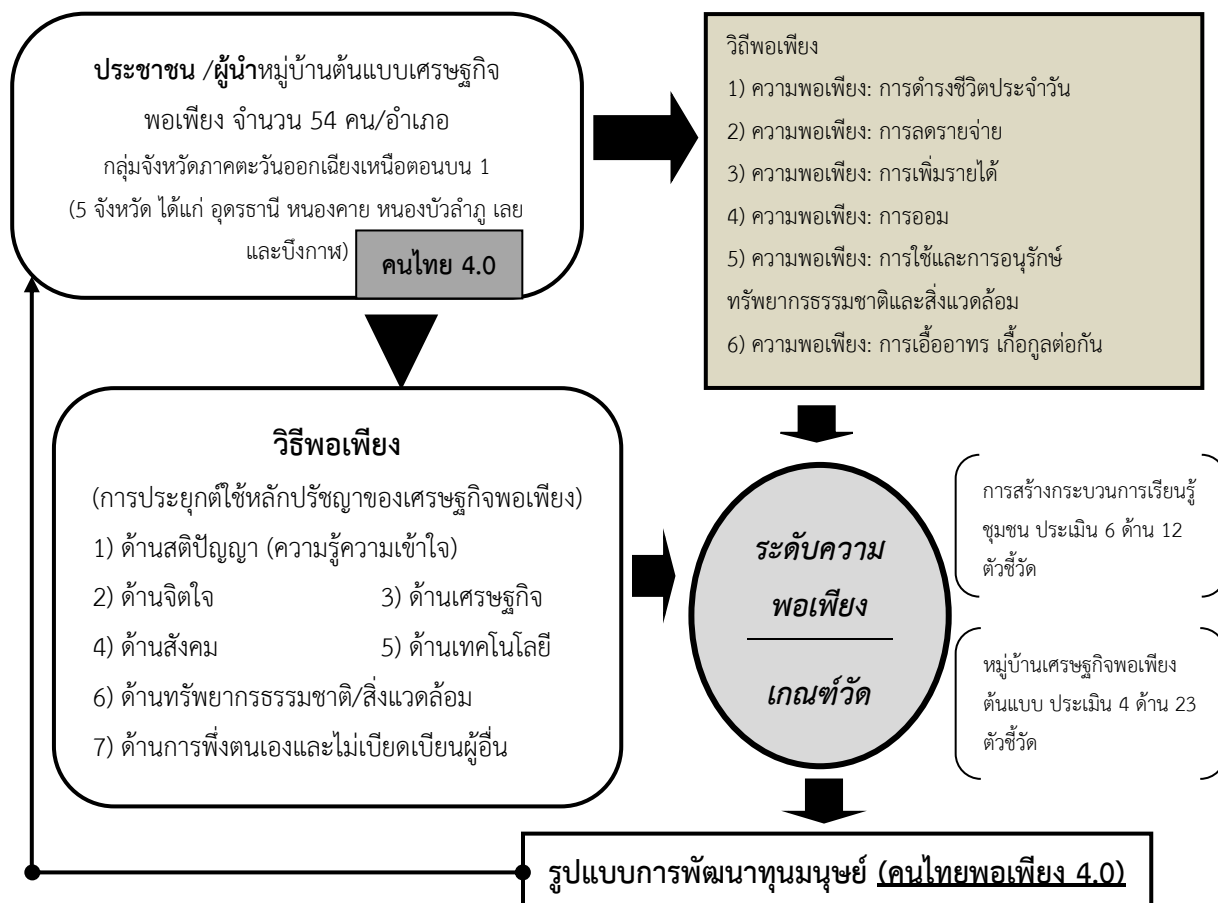 ประชาชน /ผู้นำหมู่บ้านต้นแบบเศรษฐกิจ
พอเพียง จำนวน 54 คน/อำเภอ
กลุ่มจังหวัดภาคตะวันออกเฉียงเหนือตอนบน 1
(5 จังหวัด ได้แก่ อุดรธานี หนองคาย หนองบัวลำภู เลย
และบึงกาฬ)
คนไทย 4.0
วิถีพอเพียง
1) ความพอเพียง: การดำรงชีวิตประจำวัน
2) ความพอเพียง: การลดรายจ่าย
3) ความพอเพียง: การเพิ่มรายได้
4) ความพอเพียง: การออม
5) ความพอเพียง: การใช้และการอนุรักษ์
ทรัพยากรธรรมชาติและสิ่งแวดล้อม
6) ความพอเพียง: การเอื้ออาทร เกื้อกูลต่อกัน
วิธีพอเพียง
(การประยุกต์ใช้หลักปรัชญาของเศรษฐกิจพอเพียง)
1) ด้านสติปัญญา (ความรู้ความเข้าใจ)
2) ด้านจิตใจ 3) ด้านเศรษฐกิจ
4) ด้านสังคม 5) ด้านเทคโนโลยี
6) ด้านทรัพยากรธรรมชาติ/สิ่งแวดล้อม
7) ด้านการพึ่งตนเองและไม่เบียดเบียนผู้อื่น
ระดับความ
พอเพียง
เกณฑ์วัด
การสร้างกระบวนการเรียนรู้
ชุมชน ประเมิน 6 ด้าน 12
ตัวชี้วัด
หมู่บ้านเศรษฐกิจพอเพียง
ต้นแบบ ประเมิน 4 ด้าน 23
ตัวชี้วัด
รูปแบบการพัฒนาทุนมนุษย์ (คนไทยพอเพียง 4.0)